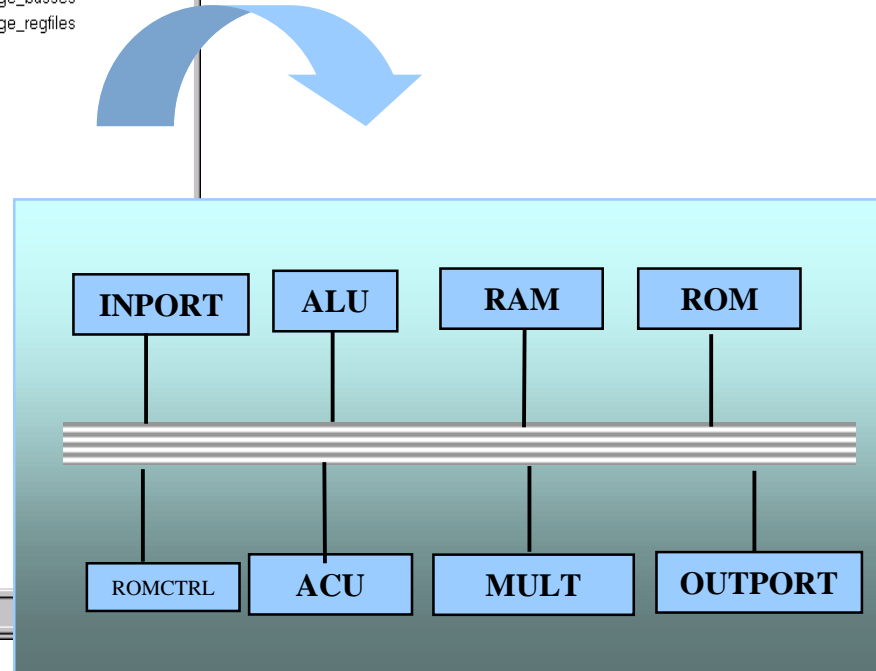 ge_regfiles
INPORT
ALU
RAM
ROM
ROMCTRL
ACU
MULT
OUTPORT